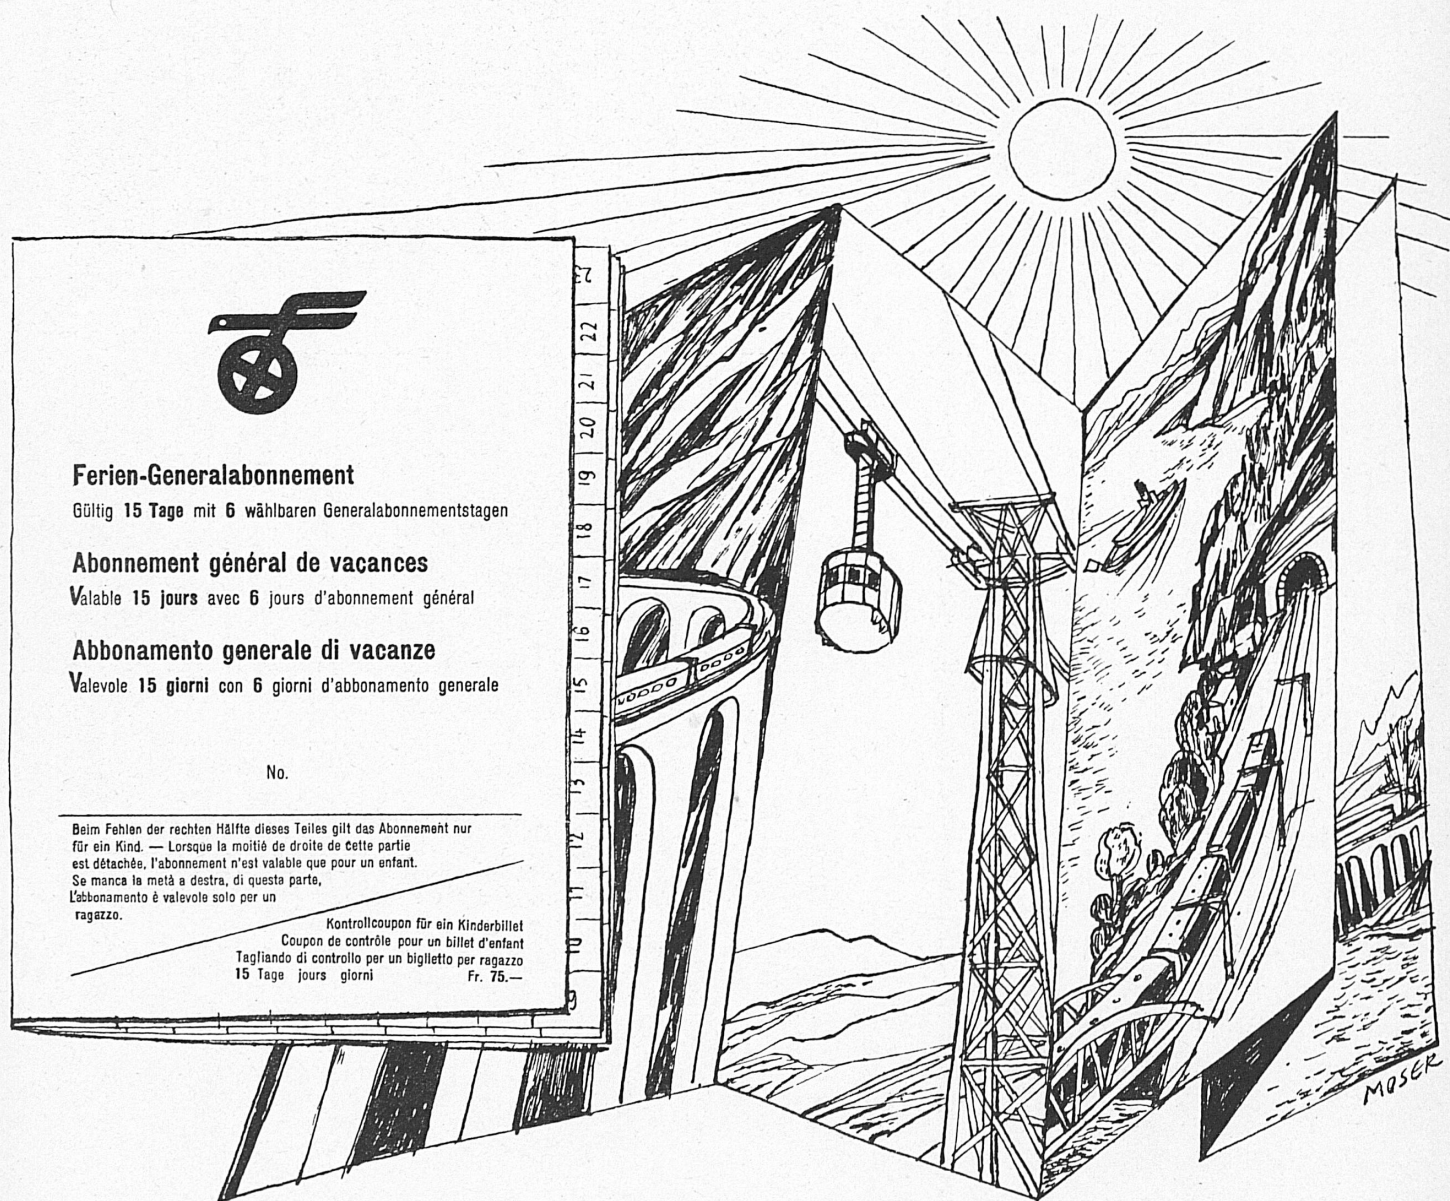 Ferien-Generalabonnement
Gültig 15 Tage mit 6 wählbaren Generalabonnementstagen
Abonnement général de vacances
Valable 15 jours avec 6 jours d'abonnement général
Abbonamento generale di vacanze
Valevole 15 giorni con 6 giorni d'abbonamento generale
No.
Beim Fehlen der rechten Hälfte dieses Teiles gilt das Abonnement nur
für ein Kind. — Lorsque la moitié de droite de cette partie
est détachée, l'abonnement n'est valable que pour un enfant.
Se manca la metà a destra, di questa parte,
L'abbonamento è valevole solo per un
ragazzo.
Kontrollcoupon für ein Kinderbillet
Coupon de contrôle pour un billet d'enfant
Tagliando di controllo per un biglietto per ragazzo
15 Tage jours giorni Fr. 75.—
23
22
21
20
19
18
17
16
15
14
13
12
11
10
9
MOSER